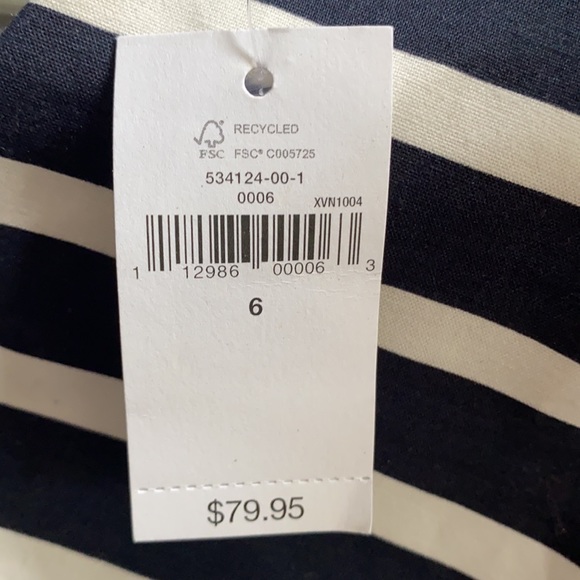 RECYCLED
FSC FSC® C005725
534124-00-1
0006 XVN1004
1 12986 00006 3
6
$79.95